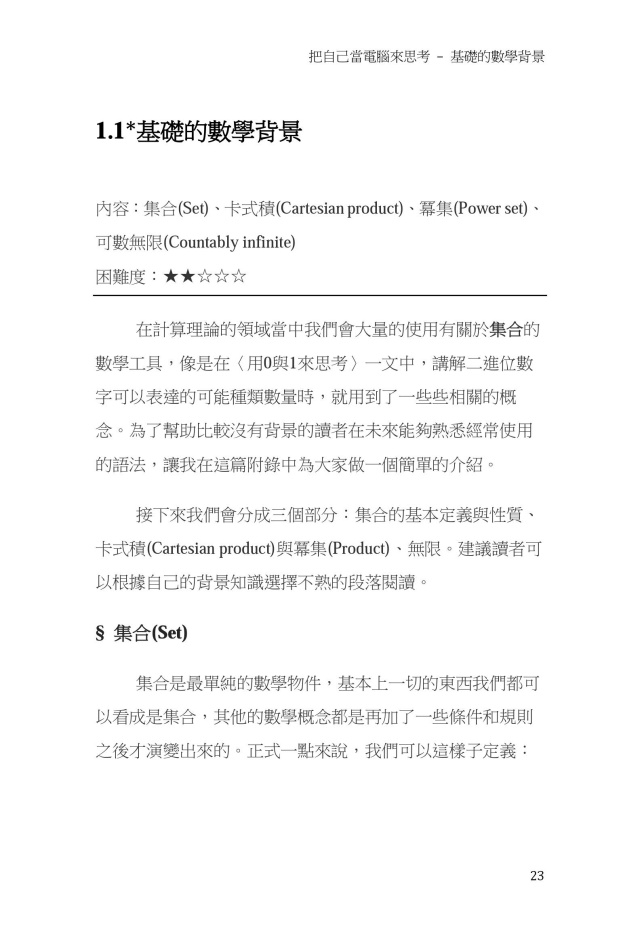 把自己當電腦來思考 – 基礎的數學背景
1.1*基礎的數學背景
內容：集合(Set)、卡式積(Cartesian product)、冪集(Power set)、
可數無限(Countably infinite)
困難度：★★☆☆☆
在計算理論的領域當中我們會大量的使用有關於集合的
數學工具，像是在〈用0與1來思考〉一文中，講解二進位數
字可以表達的可能種類數量時，就用到了一些些相關的概
念。為了幫助比較沒有背景的讀者在未來能夠熟悉經常使用
的語法，讓我在這篇附錄中為大家做一個簡單的介紹。
接下來我們會分成三個部分：集合的基本定義與性質、
卡式積(Cartesian product)與冪集(Product)、無限。建議讀者可
以根據自己的背景知識選擇不熟的段落閱讀。
§ 集合(Set)
集合是最單純的數學物件，基本上一切的東西我們都可
以看成是集合，其他的數學概念都是再加了一些條件和規則
之後才演變出來的。正式一點來說，我們可以這樣子定義：
23